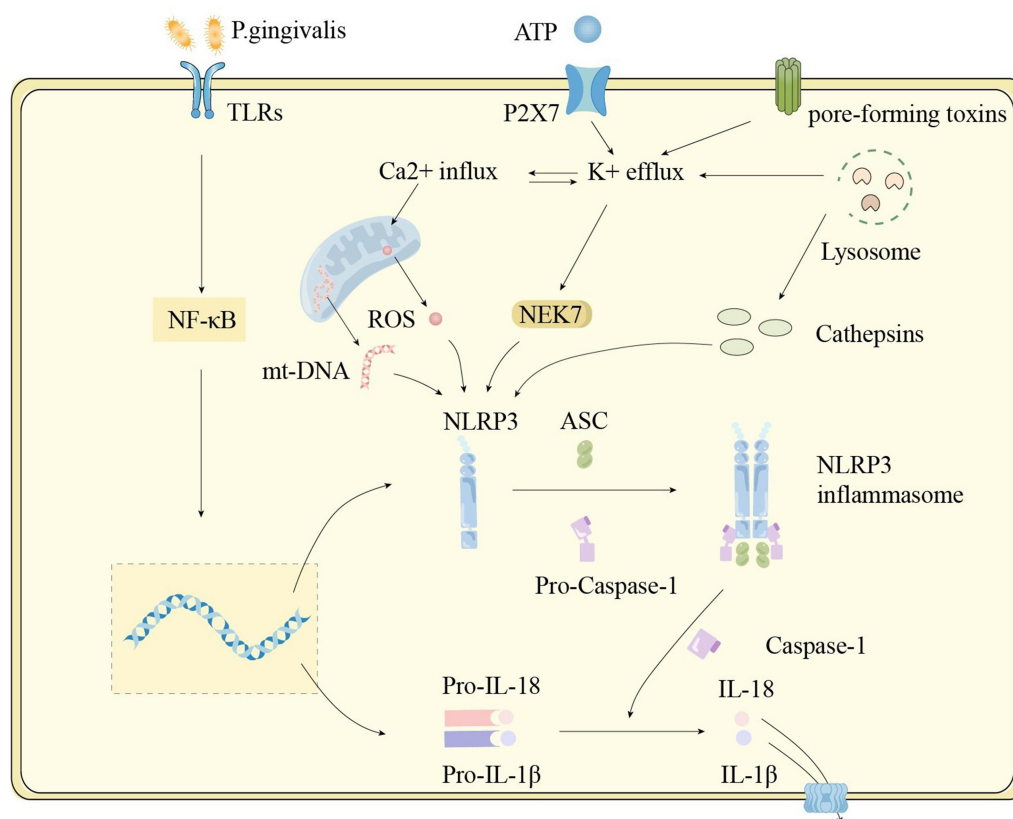 P.gingivalis
ATP
TLRs
P2X7
pore-forming toxins
Ca2+ influx
K+ efflux
Lysosome
NF-κB
ROS
NEK7
Cathepsins
mt-DNA
NLRP3
ASC
NLRP3
inflammasome
Pro-Caspase-1
Caspase-1
Pro-IL-18
IL-18
Pro-IL-1β
IL-1β